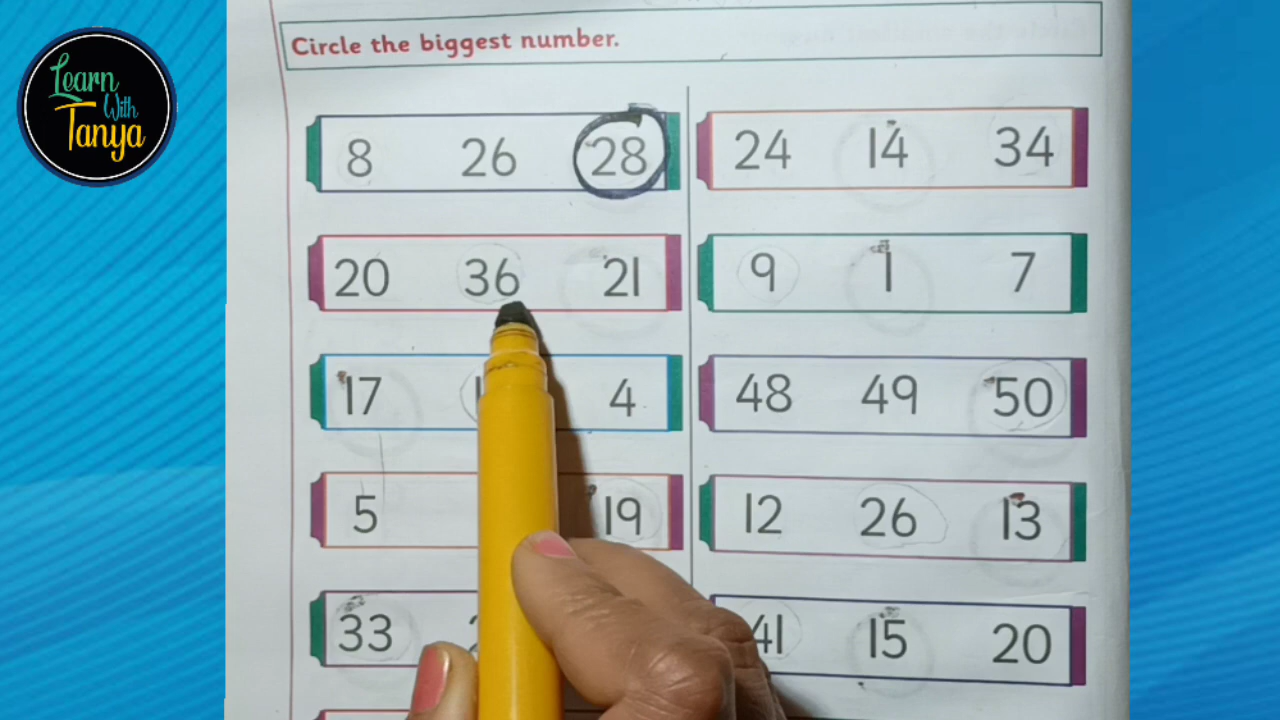 Learn
With
Tanya
Circle the biggest number.
8 26 28
24 14 34
20 36 21
9 1 7
17 4
48 49 50
5 19
12 26 13
33
41 15 20